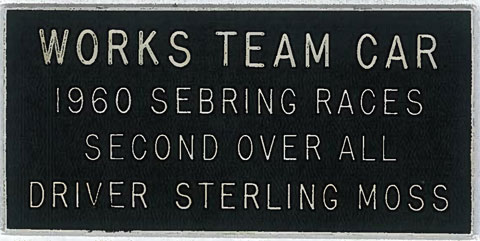 WORKS TEAM CAR
1960 SEBRING RACES
SECOND OVER ALL
DRIVER STERLING MOSS